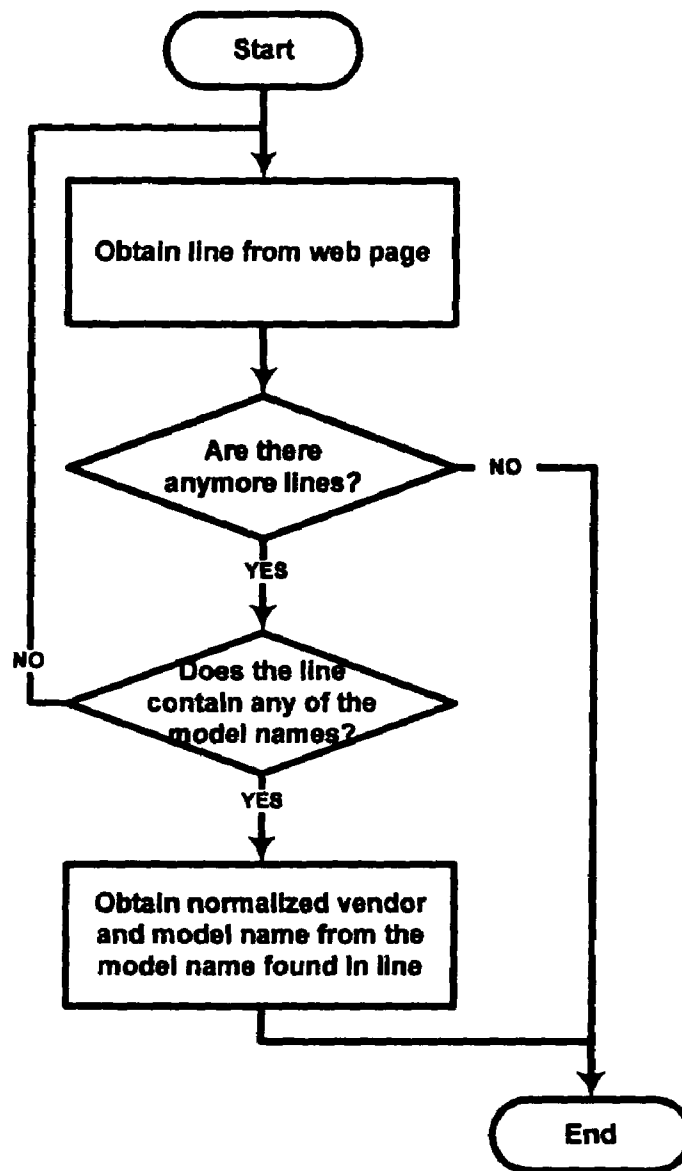 Start
Obtain line from web page
Are there
anymore lines?
NO
YES
NO
Does the line
contain any of the
model names?
YES
Obtain normalized vendor
and model name from the
model name found in line
End